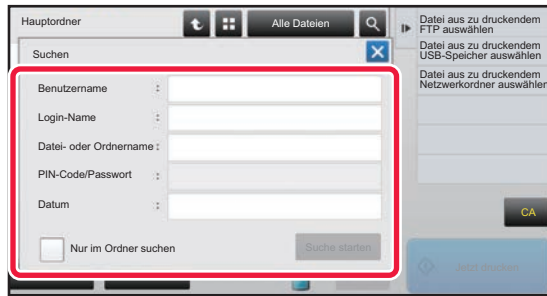 Hauptordner
Alle Dateien
Suchen
Benutzername :
Login-Name :
Datei- oder Ordnername :
PIN-Code/Passwort :
Datum :
Nur im Ordner suchen
Suche starten
Datei aus zu druckendem
FTP auswählen
Datei aus zu druckendem
USB-Speicher auswählen
Datei aus zu druckendem
Netzwerkordner auswählen
CA
Jetzt drucken